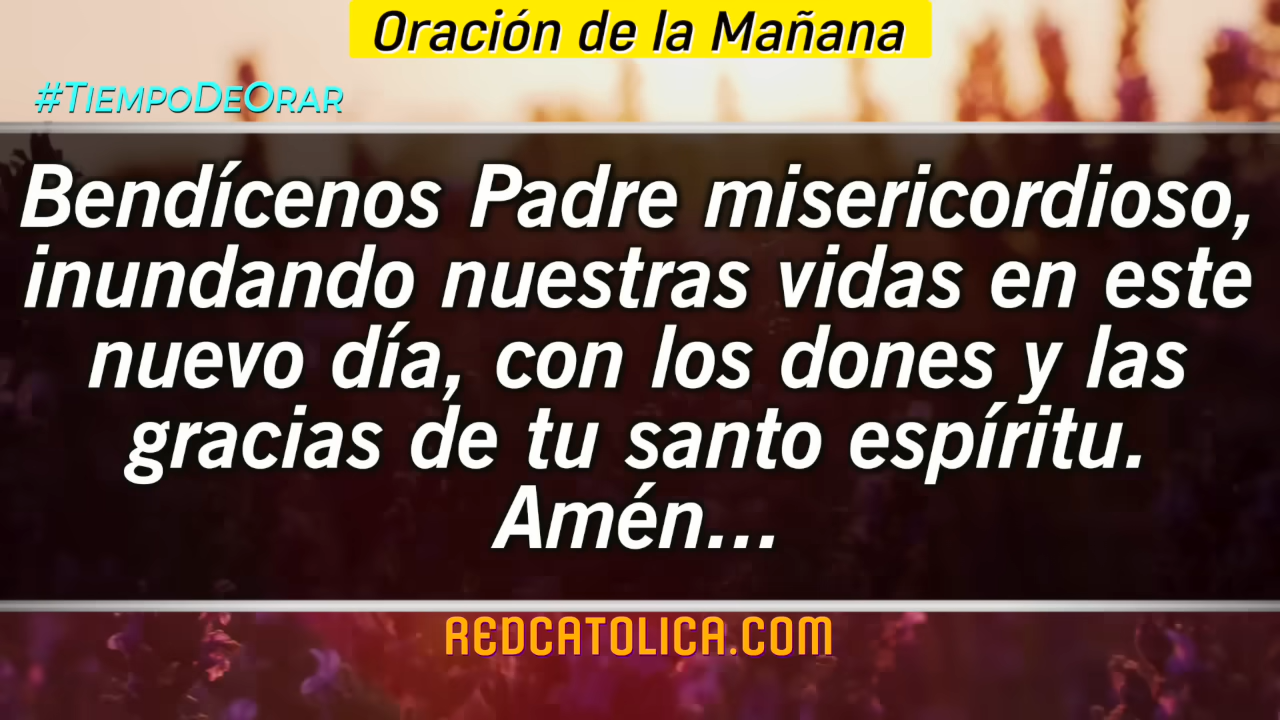 Oración de la Mañana
#TiempoDeOrar
Bendícenos Padre misericordioso,
inundando nuestras vidas en este
nuevo día, con los dones y las
gracias de tu santo espíritu.
Amén...
REDCATOLICA.COM